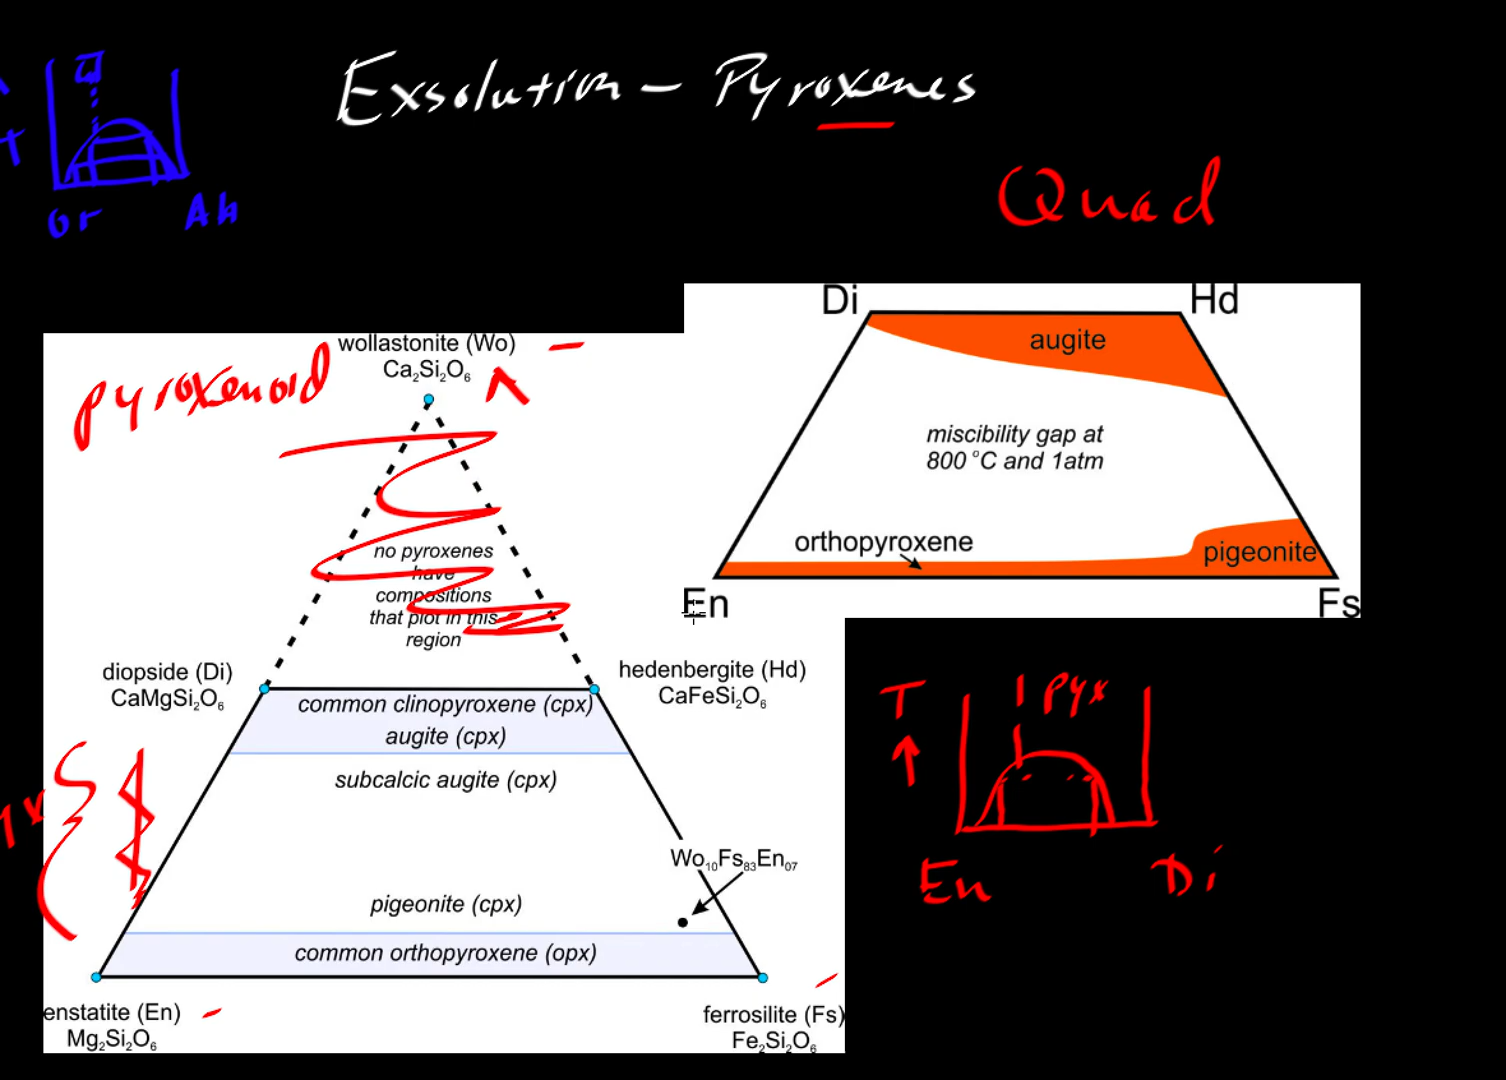 Exsolution - Pyroxenes
Or
Ab
Quad
pyroxenoid
wollastonite (Wo)
Ca₂Si₂O₆
no pyroxenes
have
compositions
that plot in this
region
diopside (Di)
CaMgSi₂O₆
hedenbergite (Hd)
CaFeSi₂O₆
common clinopyroxene (cpx)
augite (cpx)
subcalcic augite (cpx)
Wo₁₀Fs₈₃En₀₇
pigeonite (cpx)
common orthopyroxene (opx)
enstatite (En)
Mg₂Si₂O₆
ferrosilite (Fs)
Fe₂Si₂O₆
Di
Hd
augite
miscibility gap at
800 °C and 1atm
orthopyroxene
pigeonite
En
Fs
T
1 Pyx
En
Di